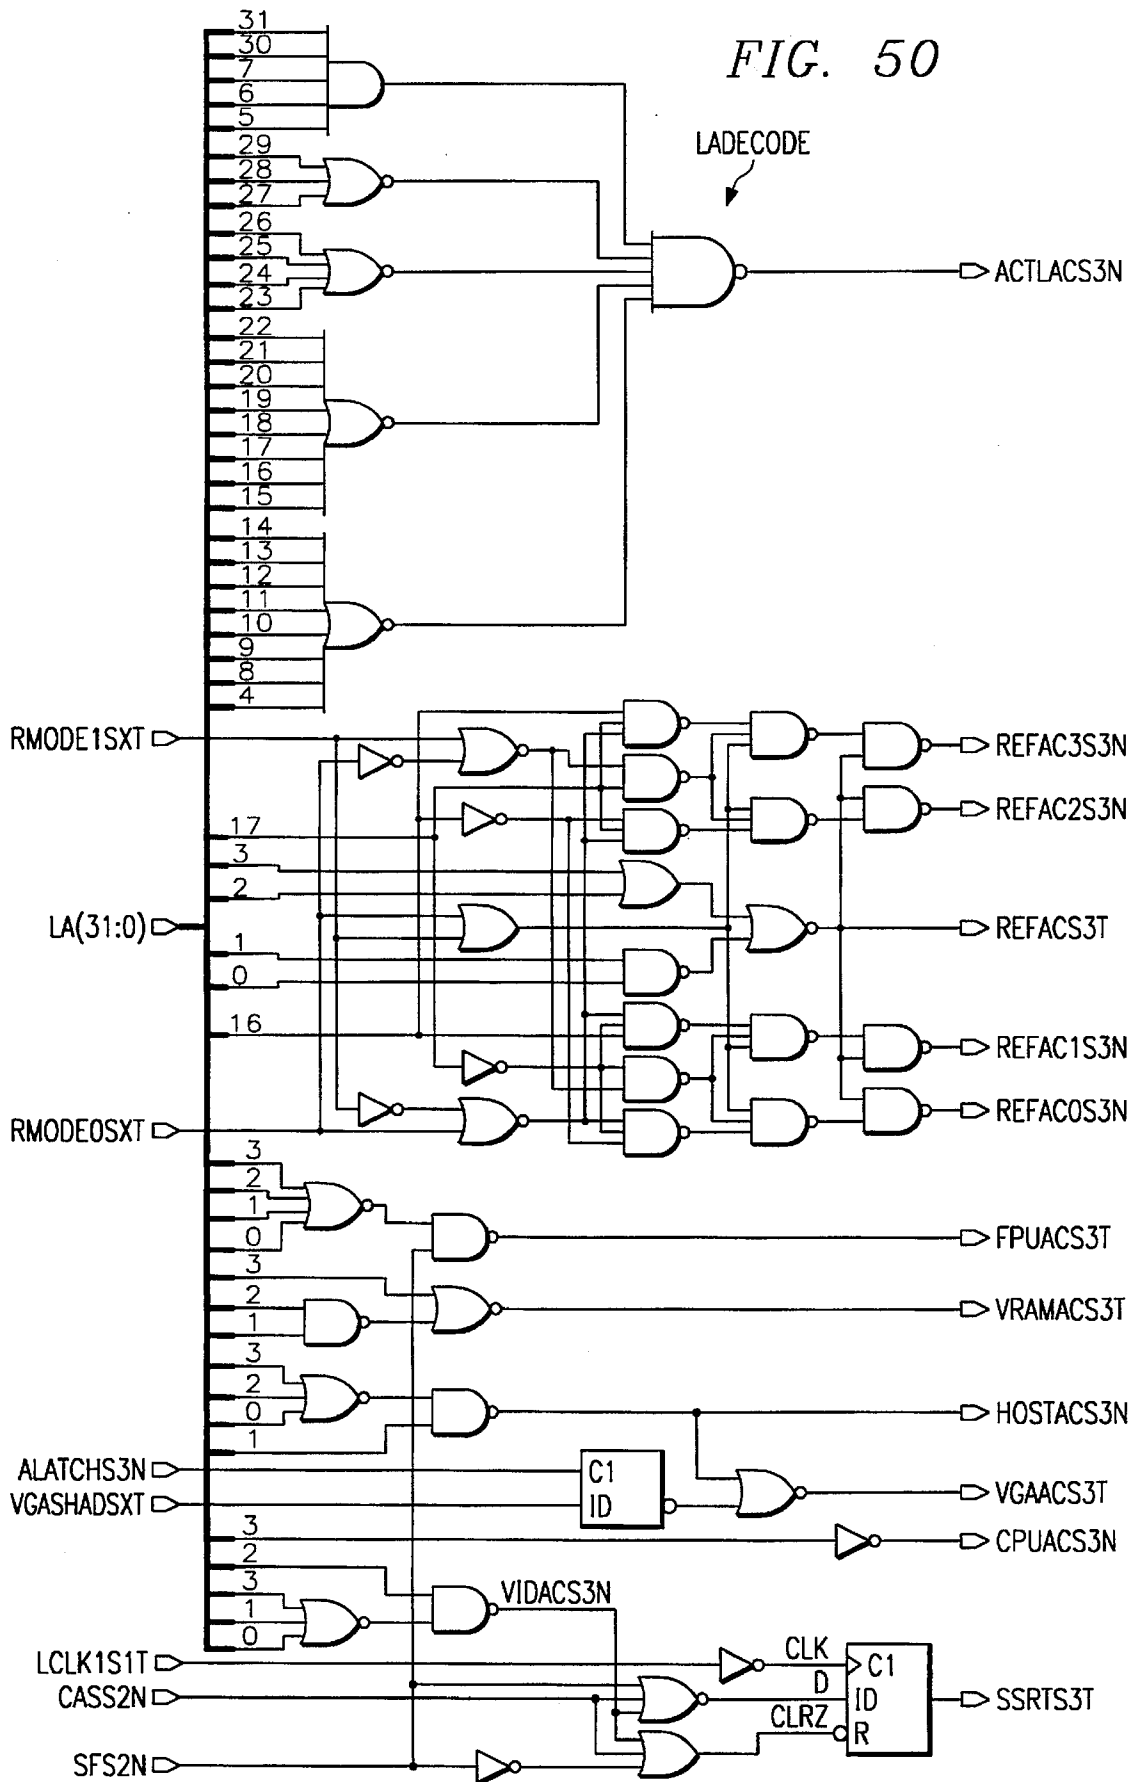 FIG. 50
31
30
7
6
5
29
28
27
LADECODE
26
25
24
23
ACTLACS3N
22
21
20
19
18
17
16
15
14
13
12
11
10
9
8
4
RMODE1SXT
REFAC3S3N
REFAC2S3N
17
3
2
LA(31:0)
REFACS3T
1
0
16
REFAC1S3N
REFAC0S3N
RMODE0SXT
3
2
1
0
FPUACS3T
3
2
1
VRAMACS3T
3
2
0
1
HOSTACS3N
ALATCHS3N
C1
VGASHADSXT
ID
VGAACS3T
3
CPUACS3N
2
3
1
0
VIDACS3N
LCLK1S1T
CLK
C1
CASS2N
D
ID
SSRTS3T
CLRZ
R
SFS2N